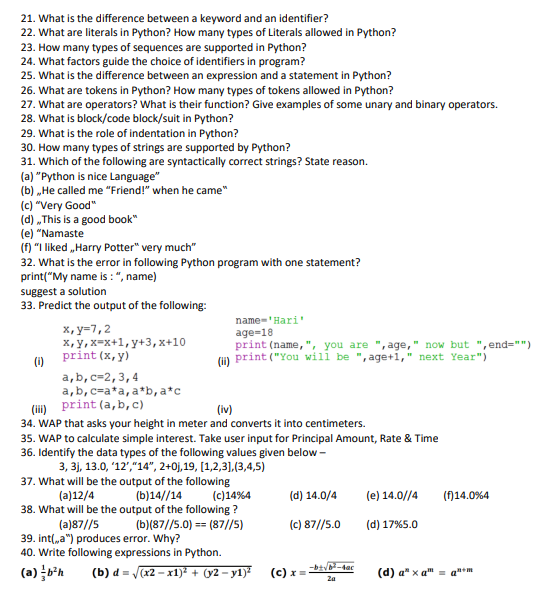 21. What is the difference between a keyword and an identifier?
22. What are literals in Python? How many types of Literals allowed in Python?
23. How many types of sequences are supported in Python?
24. What factors guide the choice of identifiers in program?
25. What is the difference between an expression and a statement in Python?
26. What are tokens in Python? How many types of tokens allowed in Python?
27. What are operators? What is their function? Give examples of some unary and binary operators.
28. What is block/code block/suit in Python?
29. What is the role of indentation in Python?
30. How many types of strings are supported by Python?
31. Which of the following are syntactically correct strings? State reason.
(a) ”Python is nice Language”
(b) „He called me “Friend!” when he came‟
(c) “Very Good‟
(d) „This is a good book‟
(e) “Namaste
(f) “I liked „Harry Potter‟ very much”
32. What is the error in following Python program with one statement?
print(“My name is : “, name)
suggest a solution
33. Predict the output of the following:
(i)
x,y=7,2
x,y,x=x+1,y+3,x+10
print(x,y)
(ii)
name='Hari'
age=18
print(name,", you are ",age," now but ",end="")
print("You will be ",age+1," next Year")
(iii)
a,b,c=2,3,4
a,b,c=a*a,a*b,a*c
print(a,b,c)
(iv)
34. WAP that asks your height in meter and converts it into centimeters.
35. WAP to calculate simple interest. Take user input for Principal Amount, Rate & Time
36. Identify the data types of the following values given below –
3, 3j, 13.0, ‘12’,“14”, 2+0j,19, [1,2,3],(3,4,5)
37. What will be the output of the following
(a)12/4 (b)14//14 (c)14%4 (d) 14.0/4 (e) 14.0//4 (f)14.0%4
38. What will be the output of the following ?
(a)87//5 (b)(87//5.0) == (87//5) (c) 87//5.0 (d) 17%5.0
39. int(„a‟) produces error. Why?
40. Write following expressions in Python.
(a) 1/3 b²h (b) d = √(x2 − x1)² + (y2 − y1)² (c) x = −b±√b²−4ac / 2a (d) aⁿ × aᵐ = aⁿ⁺ᵐ